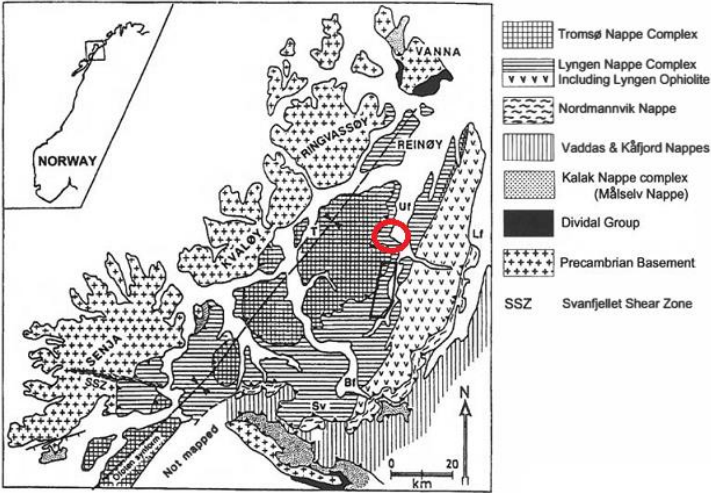 NORWAY
VANNA
RINGVASSØY
REINØY
Uf
Lf
T
KVALØY
SENJA
SSZ
Bf
Sv
Gratangen synform
Not mapped
N
0 20
km
Tromsø Nappe Complex
Lyngen Nappe Complex
Including Lyngen Ophiolite
Nordmannvik Nappe
Vaddas & Kåfjord Nappes
Kalak Nappe complex
(Målselv Nappe)
Dividal Group
Precambrian Basement
SSZ Svanfjellet Shear Zone